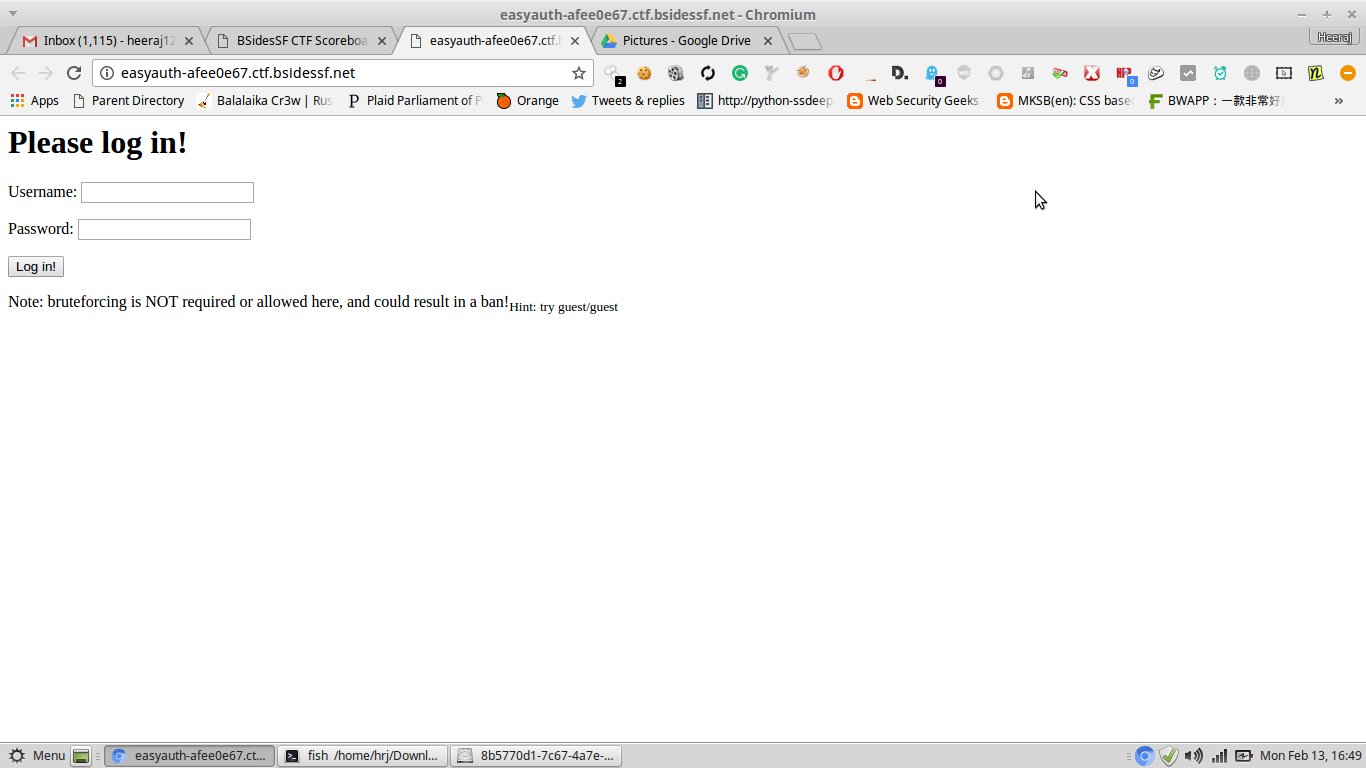 easyauth-afee0e67.ctf.bsidessf.net - Chromium
Inbox (1,115) - heeraj12
BSidesSF CTF Scoreboa
easyauth-afee0e67.ctf.
Pictures - Google Drive
Heeraj
easyauth-afee0e67.ctf.bsidessf.net
2
D.
0
0
Apps
Parent Directory
Balalaika Cr3w | Rus
Plaid Parliament of P
Orange
Tweets & replies
http://python-ssdeep
Web Security Geeks
MKSB(en): CSS base
BWAPP：一款非常好
»
Please log in!
Username:
Password:
Log in!
Note: bruteforcing is NOT required or allowed here, and could result in a ban!Hint: try guest/guest
Menu
easyauth-afee0e67.ct...
fish /home/hrj/Downl...
8b5770d1-7c67-4a7e-...
Mon Feb 13, 16:49